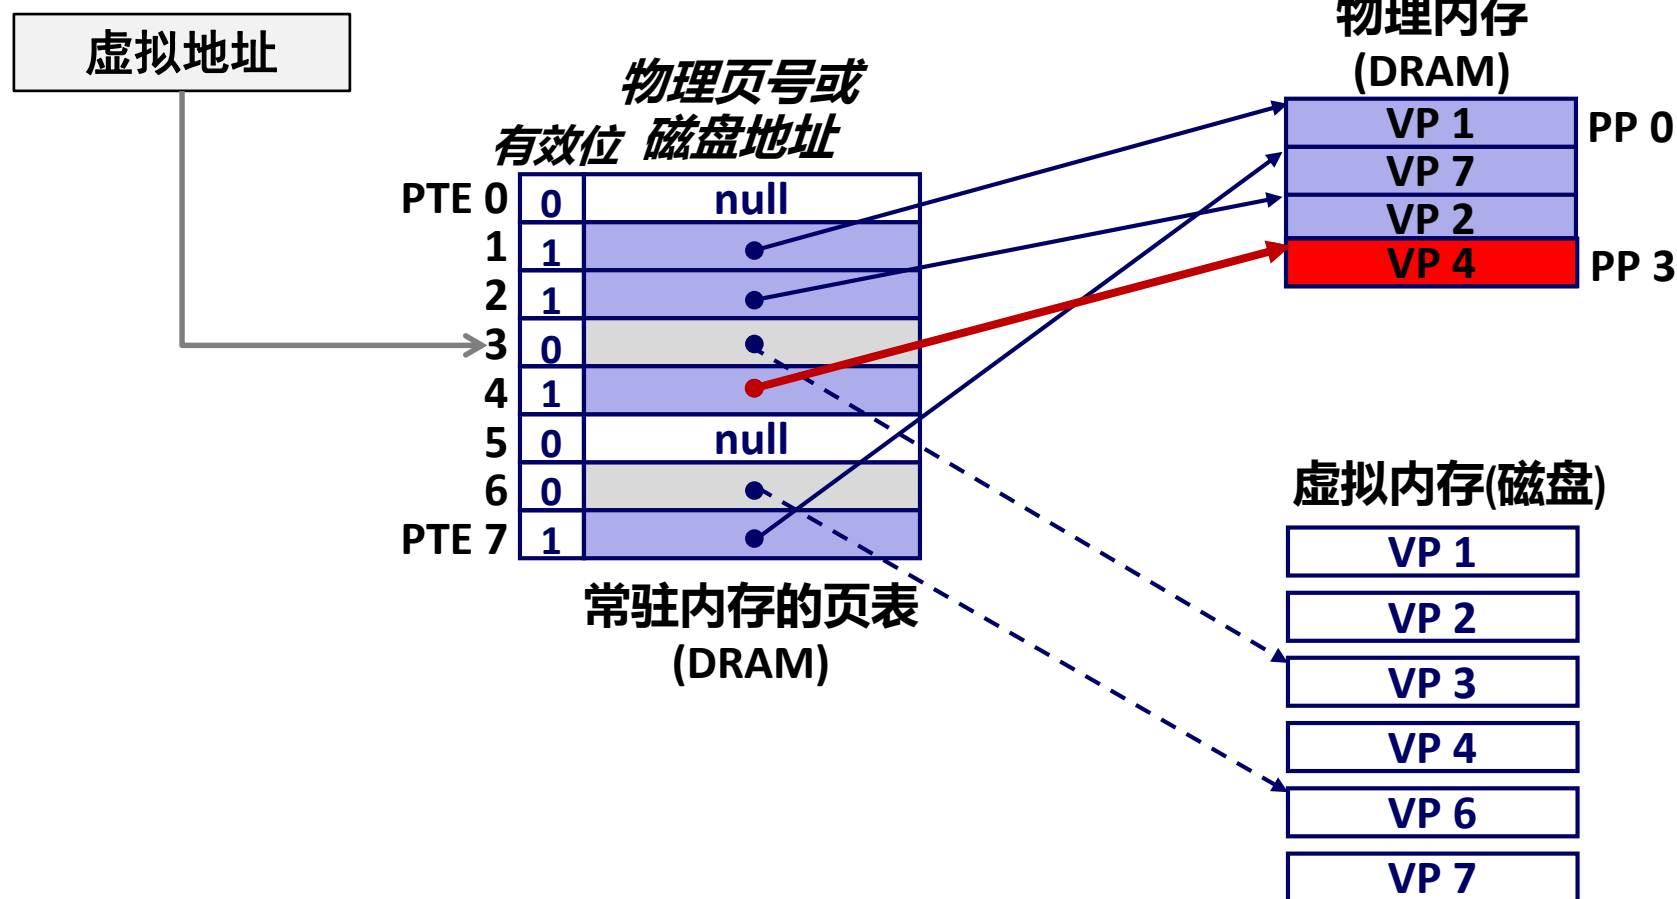 虚拟地址
物理页号或
磁盘地址
有效位
PTE 0 0 null
1 1
2 1
3 0
4 1
5 0 null
6 0
PTE 7 1
常驻内存的页表
(DRAM)
物理内存
(DRAM)
VP 1 PP 0
VP 7
VP 2
VP 4 PP 3
虚拟内存(磁盘)
VP 1
VP 2
VP 3
VP 4
VP 6
VP 7